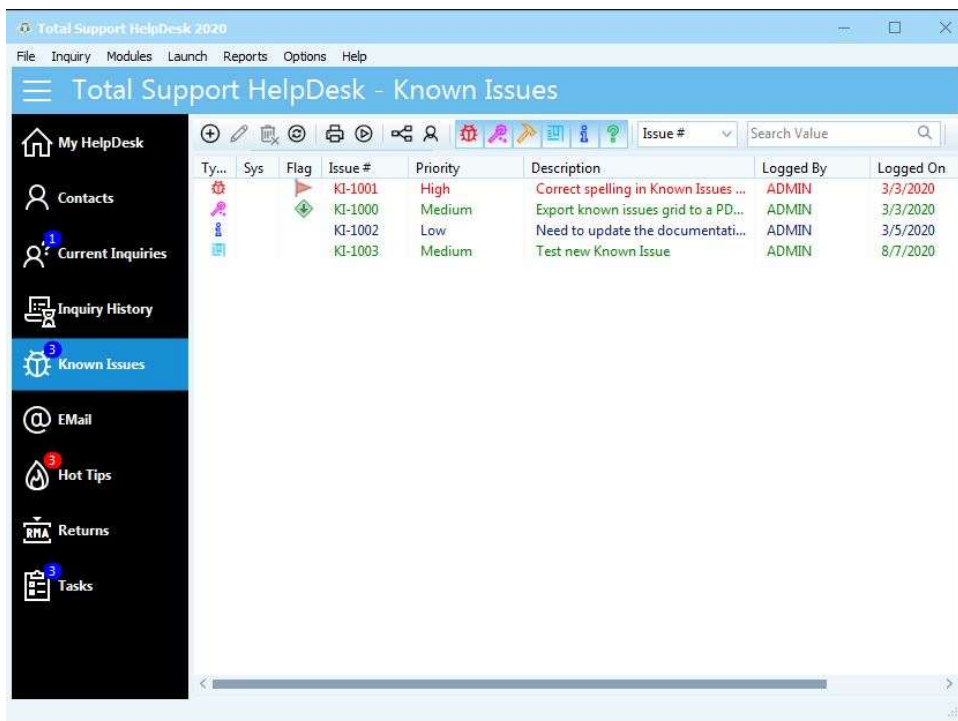 Total Support HelpDesk 2020
File Inquiry Modules Launch Reports Options Help
Total Support HelpDesk - Known Issues
My HelpDesk
Contacts
1
Current Inquiries
Inquiry History
3
Known Issues
@ EMail
3
Hot Tips
RMA Returns
3
Tasks
Issue # Search Value
Ty... Sys Flag Issue # Priority Description Logged By Logged On
KI-1001 High Correct spelling in Known Issues ... ADMIN 3/3/2020
KI-1000 Medium Export known issues grid to a PD... ADMIN 3/3/2020
KI-1002 Low Need to update the documentati... ADMIN 3/5/2020
KI-1003 Medium Test new Known Issue ADMIN 8/7/2020